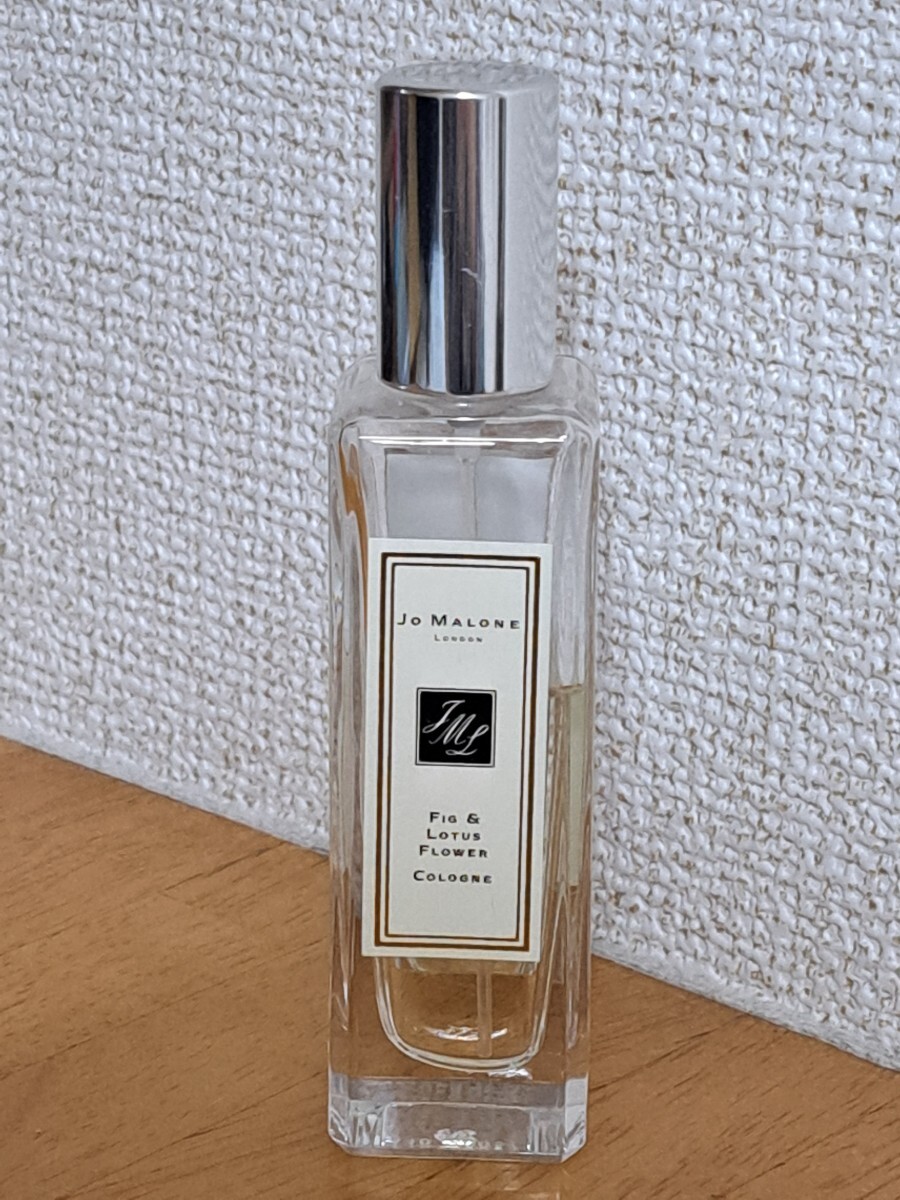 Jo Malone
London
JML
Fig &
Lotus
Flower
Cologne